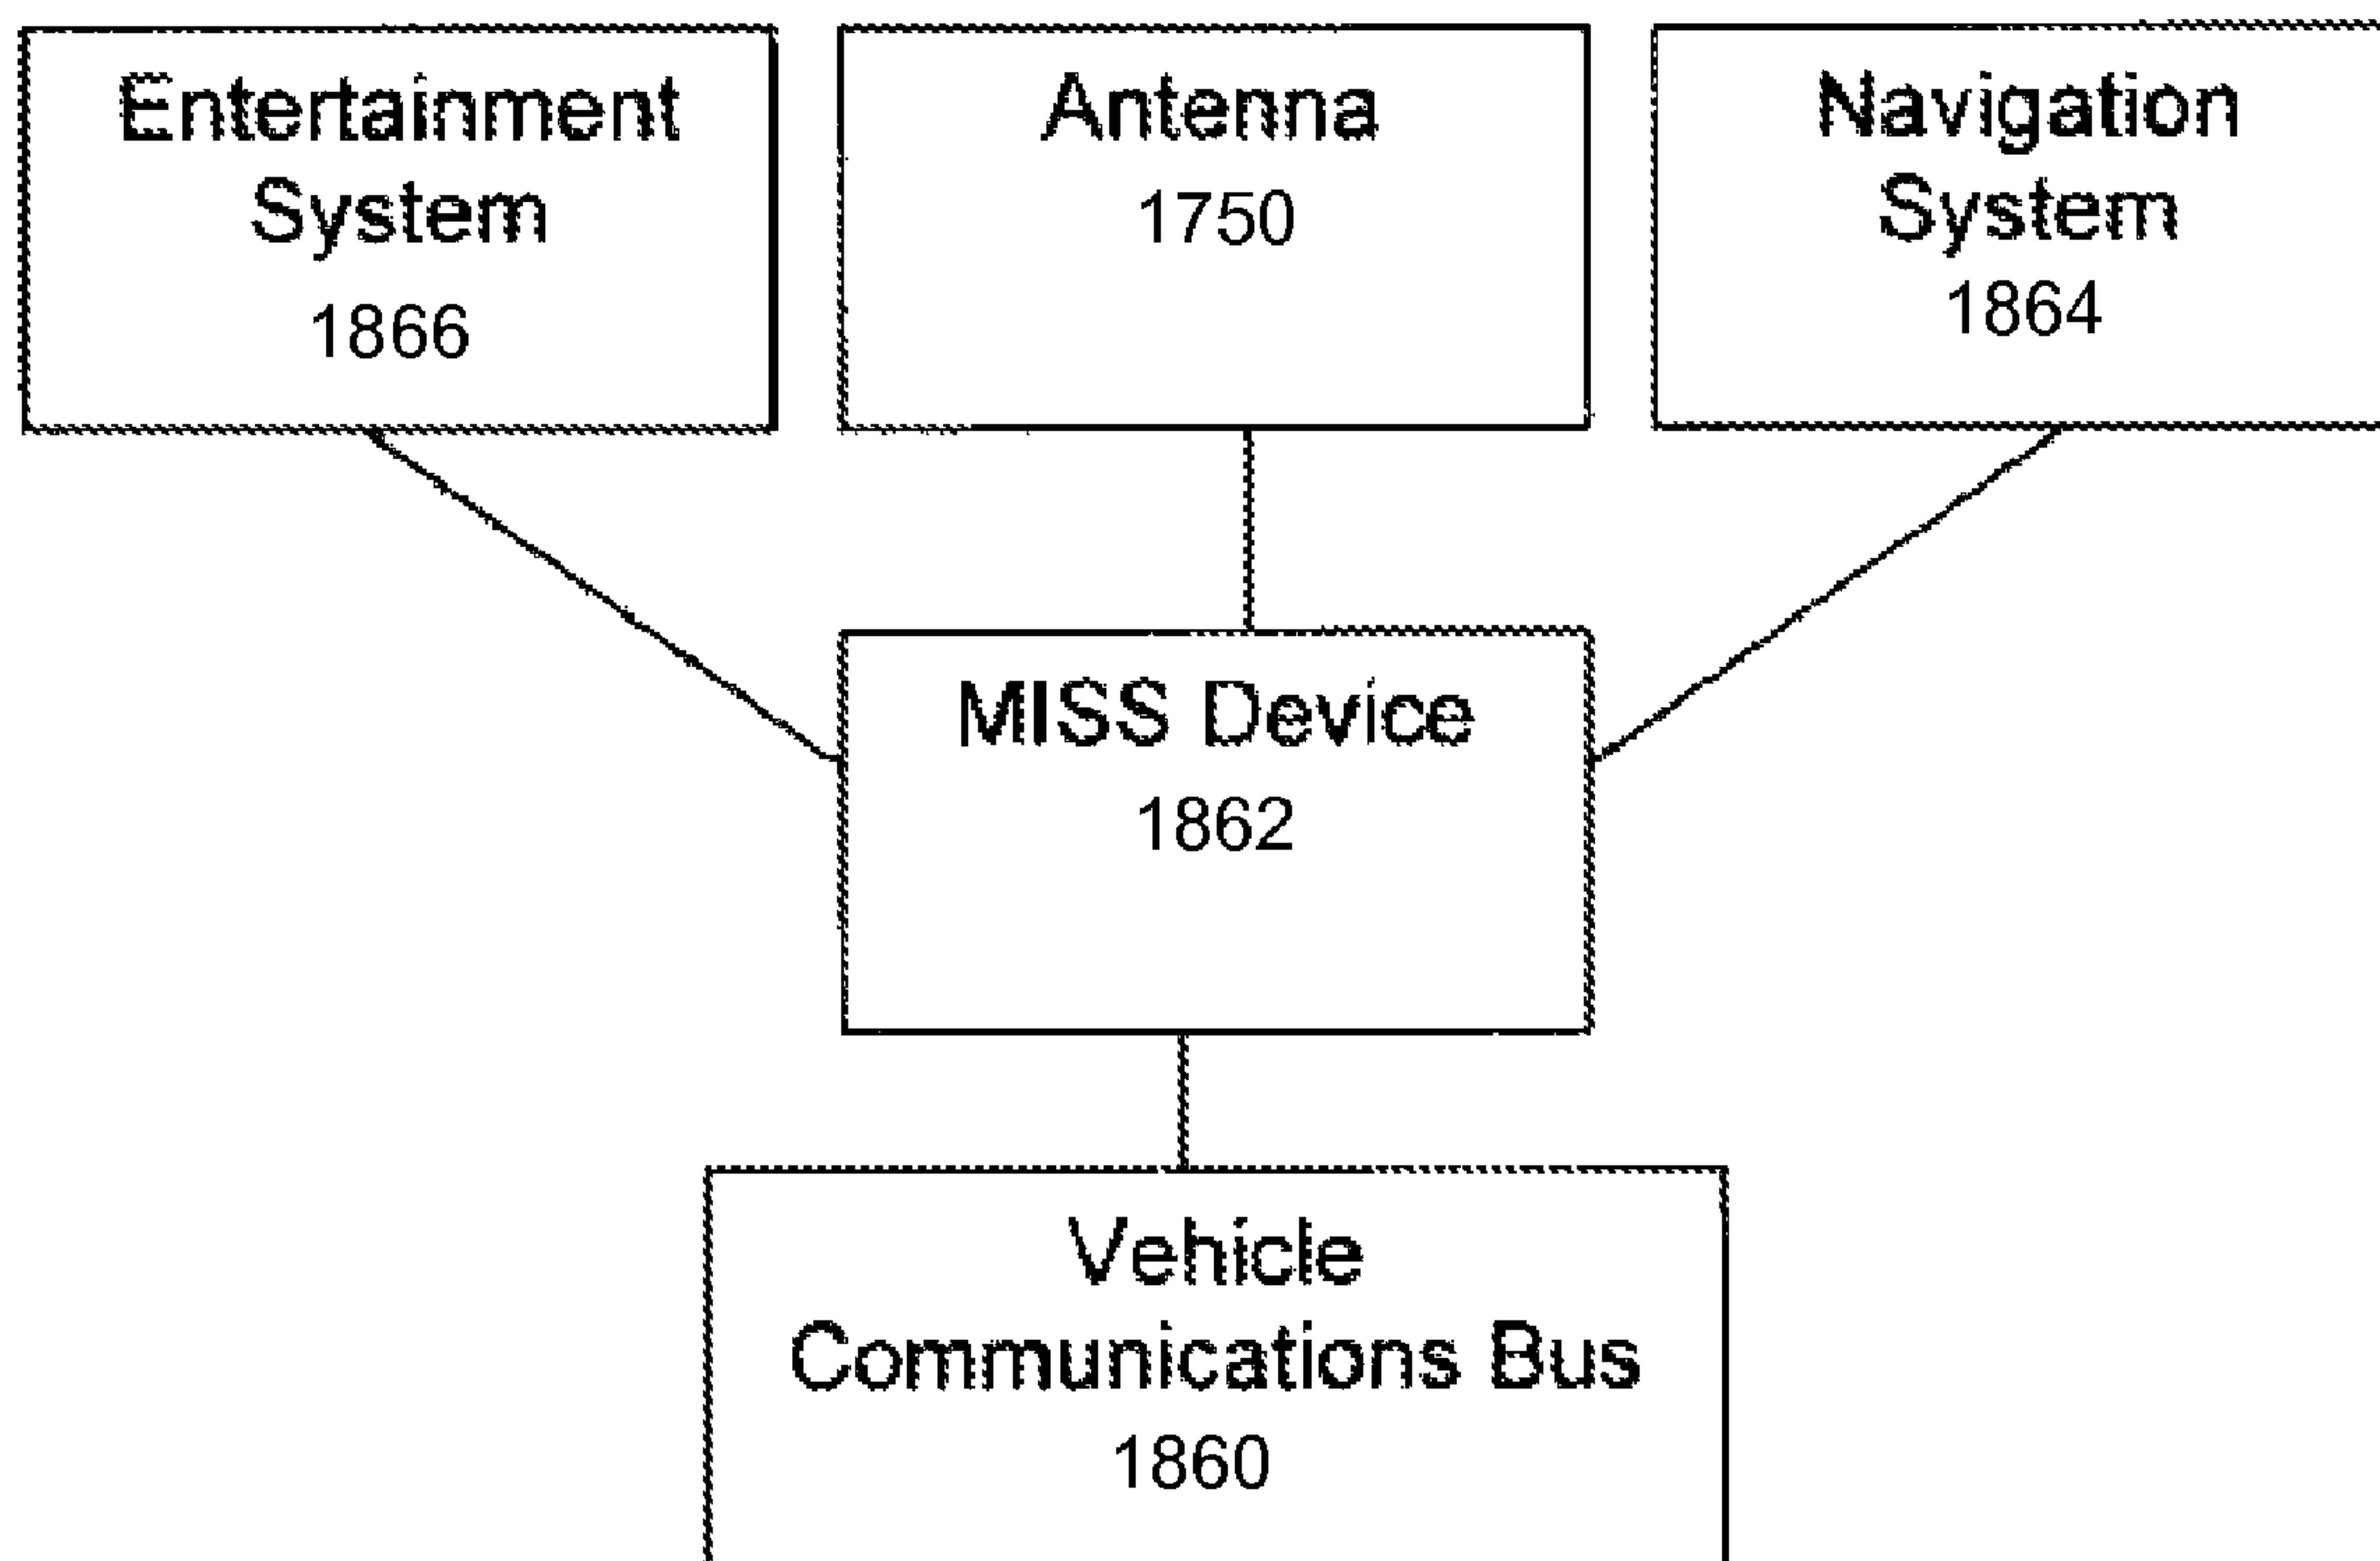 Entertainment
System
1866
Antenna
1750
Navigation
System
1864
MISS Device
1862
Vehicle
Communications Bus
1860